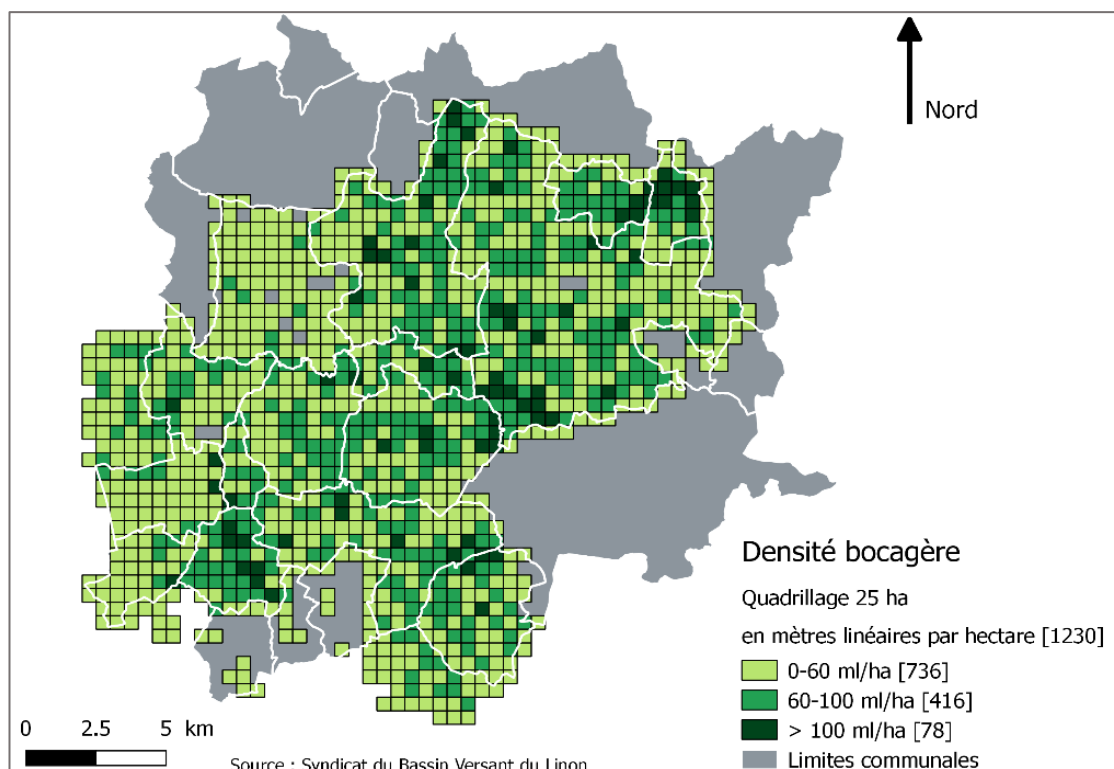 Nord
Densité bocagère
Quadrillage 25 ha
en mètres linéaires par hectare [1230]
0-60 ml/ha [736]
60-100 ml/ha [416]
> 100 ml/ha [78]
Limites communales
0 2.5 5 km
Source : Syndicat du Bassin Versant du Linon